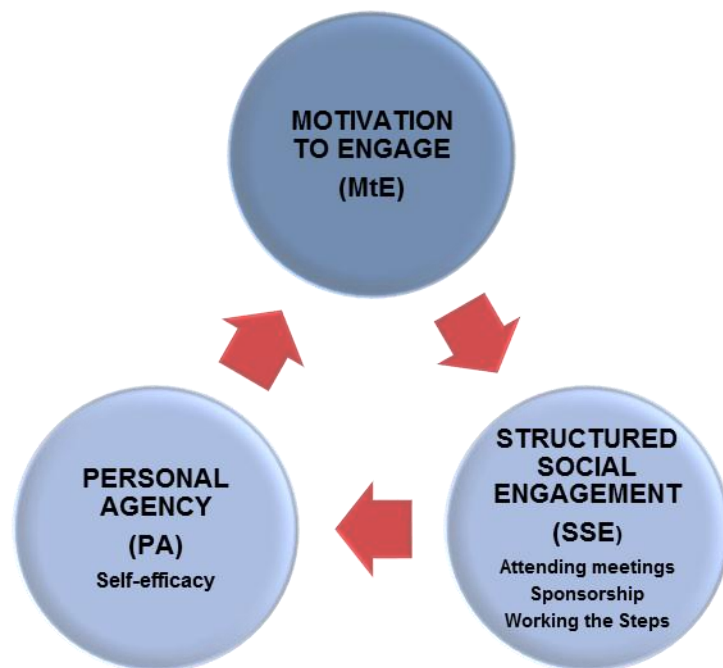 MOTIVATION
TO ENGAGE
(MtE)
STRUCTURED
SOCIAL
ENGAGEMENT
(SSE)
Attending meetings
Sponsorship
Working the Steps
PERSONAL
AGENCY
(PA)
Self-efficacy